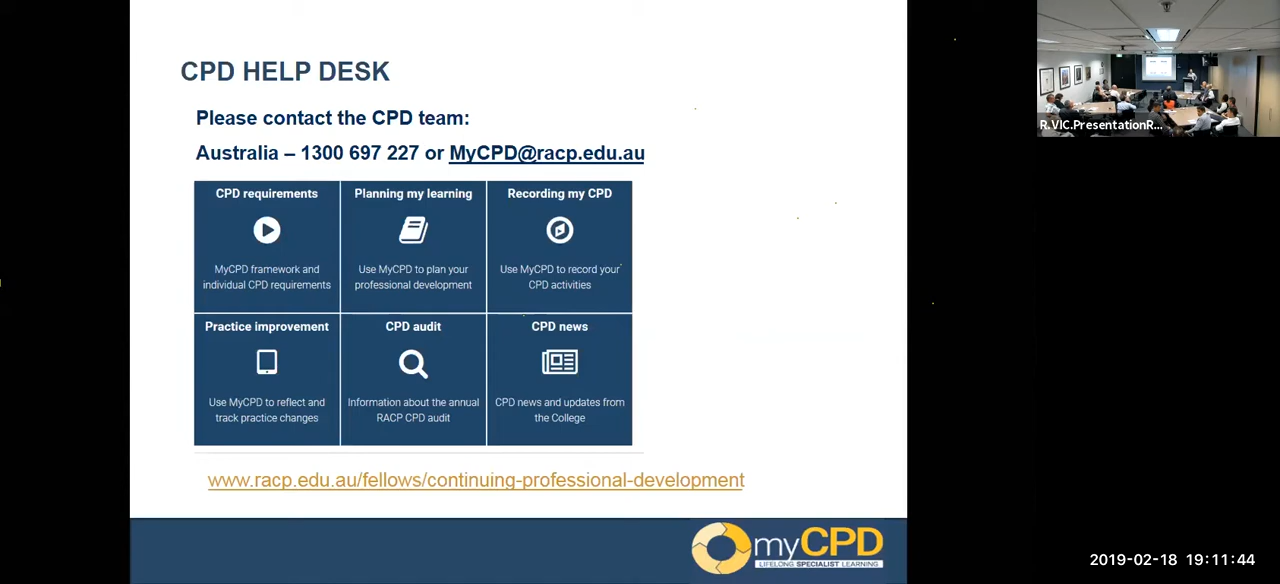 CPD HELP DESK
Please contact the CPD team:
Australia – 1300 697 227 or MyCPD@racp.edu.au
CPD requirements
MyCPD framework and
individual CPD requirements
Planning my learning
Use MyCPD to plan your
professional development
Recording my CPD
Use MyCPD to record your
CPD activities
Practice improvement
Use MyCPD to reflect and
track practice changes
CPD audit
Information about the annual
RACP CPD audit
CPD news
CPD news and updates from
the College
www.racp.edu.au/fellows/continuing-professional-development
myCPD
LIFELONG SPECIALIST LEARNING
R.VIC.PresentationR...
2019-02-18 19:11:44